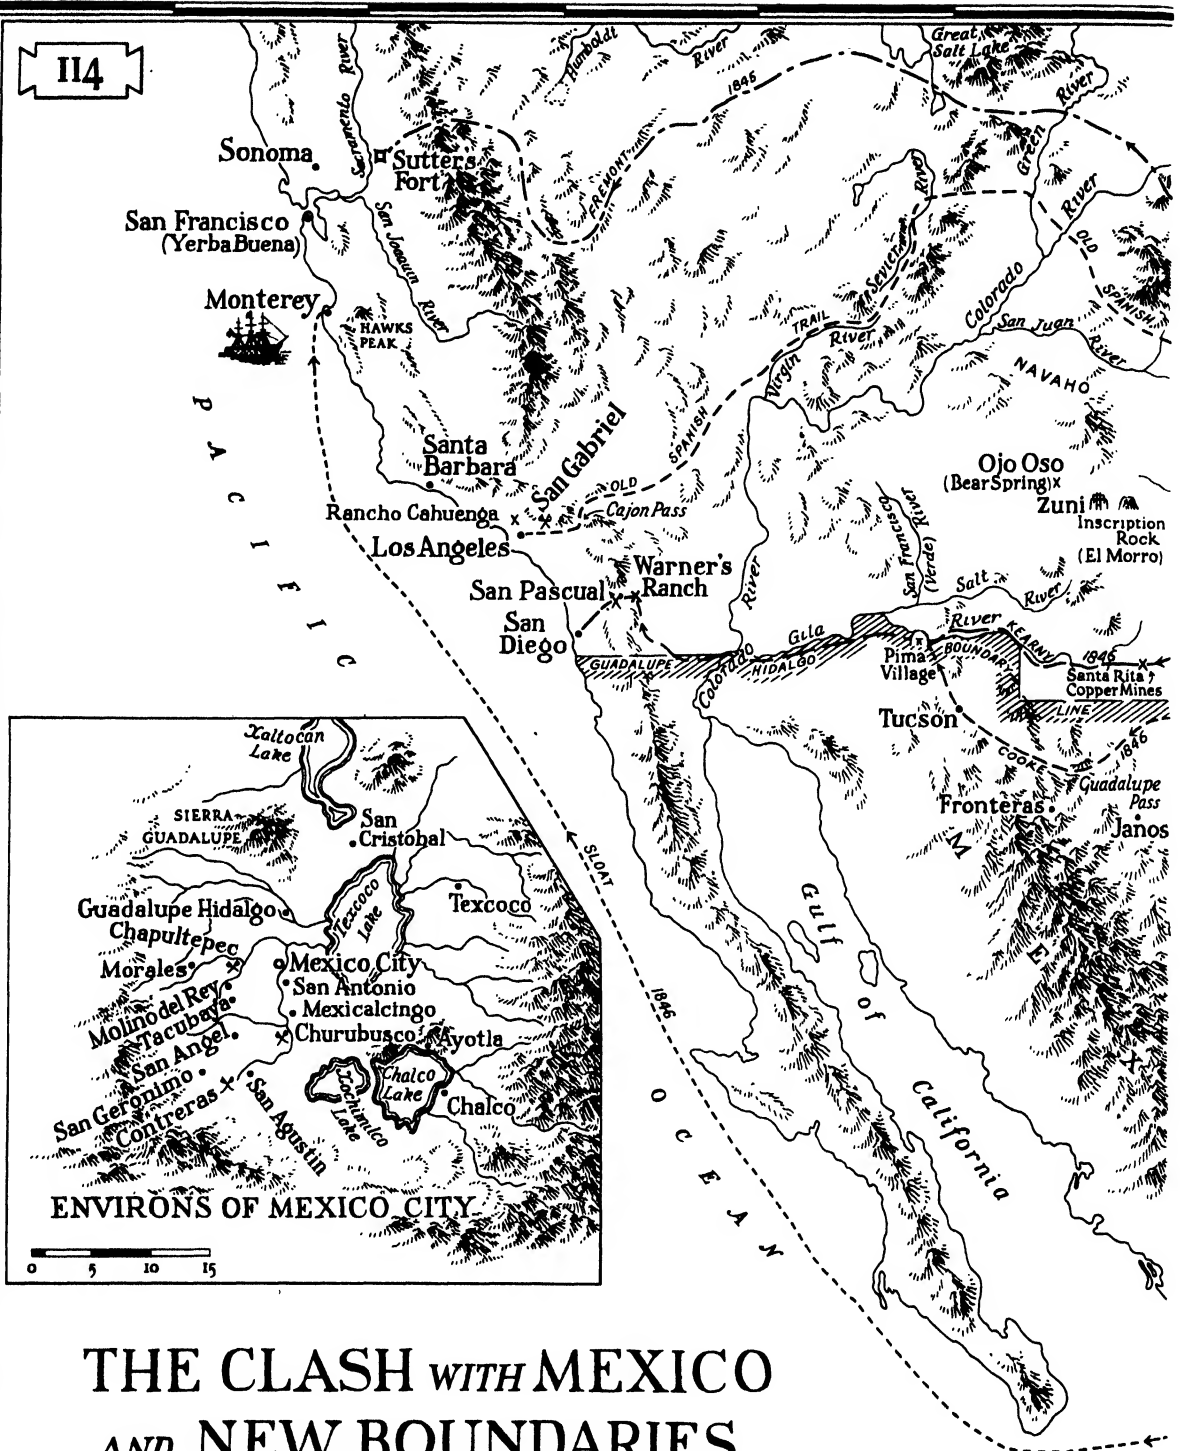 114
Humboldt
River
Great
Salt Lake
Sacramento River
1845
River
Green
Sonoma
Sutter's
Fort
FREMONT
River
River
San Francisco
(Yerba Buena)
San Joaquin
River
OLD
SPANISH
Sevier
Colorado
Monterey
HAWKS
PEAK
TRAIL
River
San Juan
River
Virgin
NAVAHO
PACIFIC
SPANISH
Santa
Barbara
San Gabriel
OLD
Ojo Oso
(Bear Spring)
Zuni
Rancho Cahuenga
Cajon Pass
San Francisco
(Verde) River
Inscription
Rock
(El Morro)
Los Angeles
Warner's
Ranch
River
San Pascual
Salt
River
San
Diego
Gila
River
KEARNY
1846
GUADALUPE
Colorado
HIDALGO
Pima
Village
BOUNDARY
Santa Rita
Copper Mines
LINE
Tucson
COOKE
1846
Guadalupe
Pass
Fronteras
Janos
M
E
X
Xaltocan
Lake
SIERRA
GUADALUPE
San
Cristobal
SLOAT
Gulf
of
California
Texcoco
Lake
Texcoco
Guadalupe Hidalgo
Chapultepec
Morales
Mexico City
San Antonio
Molino del Rey
Mexicalcingo
Tacubaya
Churubusco
Ayotla
San Angel
San Geronimo
Chalco
Lake
Xochimilco
Lake
Chalco
Contreras
San Agustin
1846
OCEAN
ENVIRONS OF MEXICO CITY
0 5 10 15
THE CLASH WITH MEXICO
AND NEW BOUNDARIES